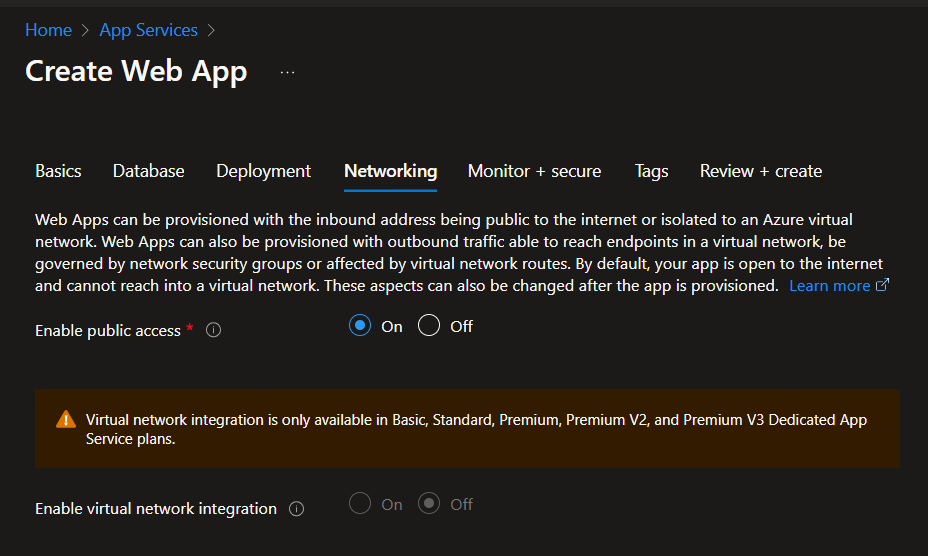 Home > App Services >
Create Web App ...
Basics Database Deployment Networking Monitor + secure Tags Review + create
Web Apps can be provisioned with the inbound address being public to the internet or isolated to an Azure virtual
network. Web Apps can also be provisioned with outbound traffic able to reach endpoints in a virtual network, be
governed by network security groups or affected by virtual network routes. By default, your app is open to the internet
and cannot reach into a virtual network. These aspects can also be changed after the app is provisioned. Learn more
Enable public access * On Off
Virtual network integration is only available in Basic, Standard, Premium, Premium V2, and Premium V3 Dedicated App
Service plans.
Enable virtual network integration On Off